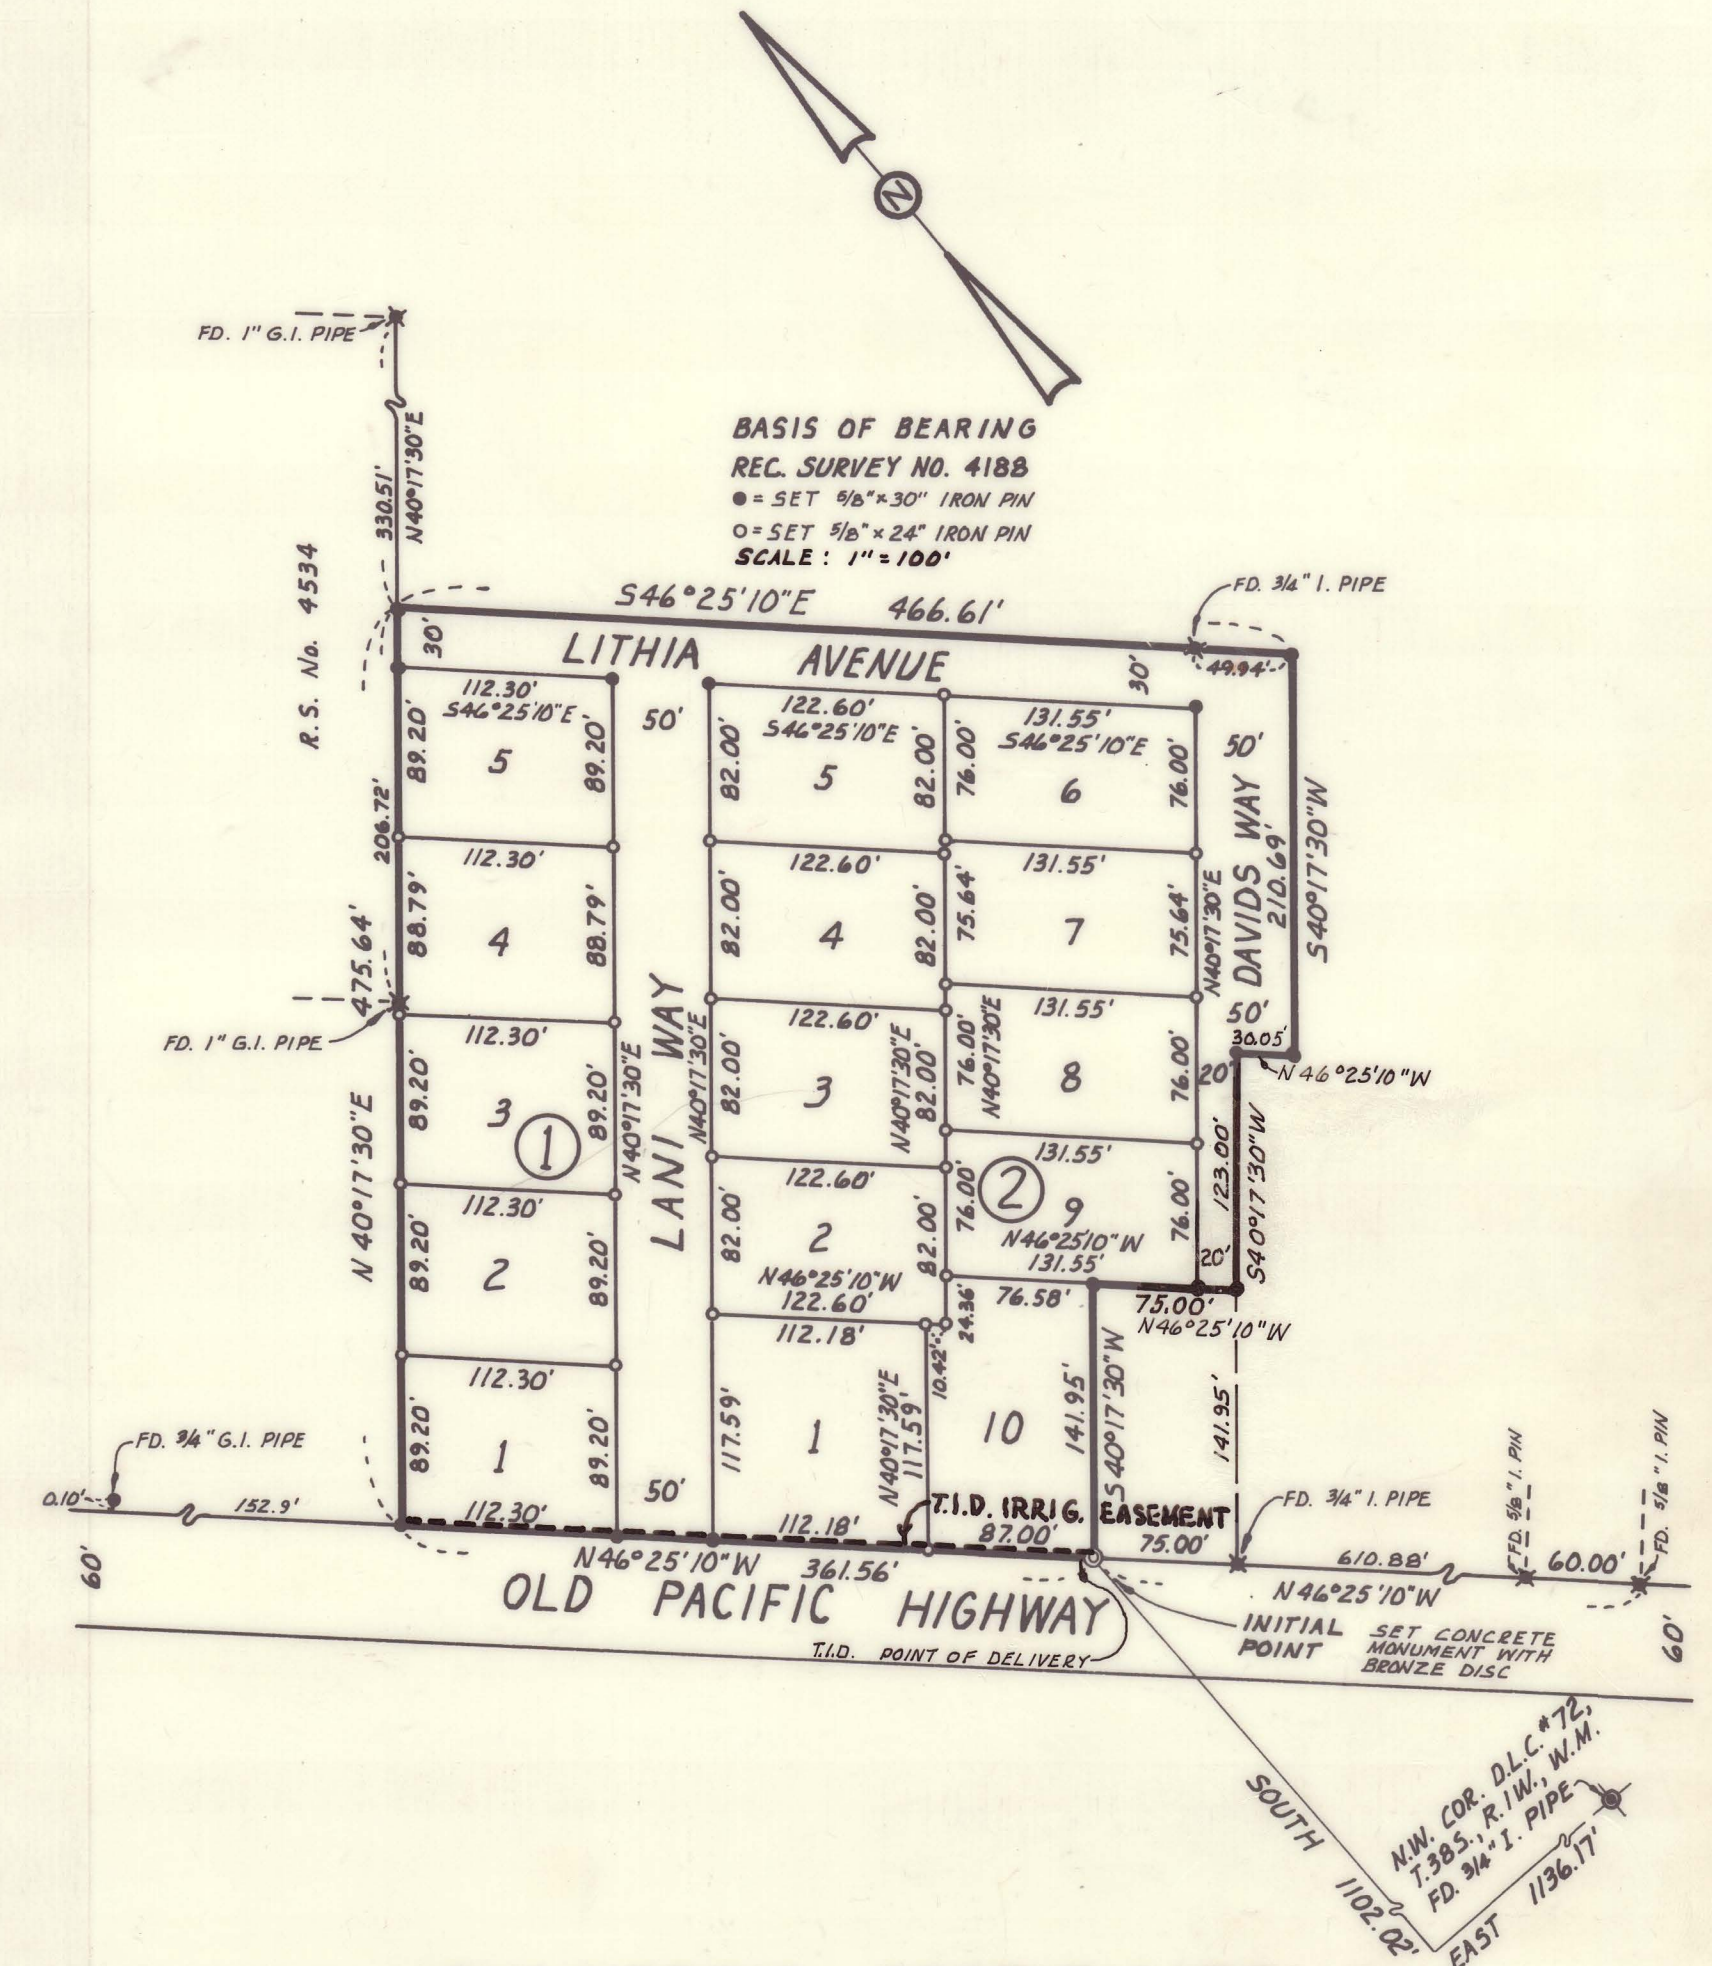 N
FD. 1" G.I. PIPE
330.51'
N40°17'30"E
BASIS OF BEARING
REC. SURVEY NO. 4188
● = SET 5/8" x 30" IRON PIN
○ = SET 5/8" x 24" IRON PIN
SCALE : 1" = 100'
R.S. No. 4534
S46°25'10"E 466.61'
FD. 3/4" I. PIPE
30'
LITHIA AVENUE
30'
49.94'
112.30'
S46°25'10"E
50'
122.60'
S46°25'10"E
131.55'
S46°25'10"E
50'
89.20'
5
89.20'
82.00'
5
82.00'
76.00'
6
76.00'
206.72'
112.30'
122.60'
131.55'
88.79'
4
88.79'
82.00'
4
82.00'
75.64'
7
75.64'
N40°17'30"E
DAVIDS WAY
210.69'
S40°17'30"W
475.64'
FD. 1" G.I. PIPE
112.30'
122.60'
131.55'
50'
30.05'
N46°25'10"W
20'
N40°17'30"E
89.20'
3
89.20'
1
N40°17'30"E
LANI WAY
N40°17'30"E
82.00'
3
N40°17'30"E
82.00'
76.00'
N40°17'30"E
8
76.00'
123.00'
S40°17'30"W
112.30'
122.60'
131.55'
89.20'
2
89.20'
82.00'
2
82.00'
76.00'
2
9
76.00'
N46°25'10"W
122.60'
N46°25'10"W
131.55'
20'
112.30'
112.18'
10.42'
24.36'
76.58'
75.00'
N46°25'10"W
89.20'
1
89.20'
50'
117.59'
1
N40°17'30"E
117.59'
10
141.95'
S40°17'30"W
141.95'
FD. 3/4" G.I. PIPE
0.10'
152.9'
112.30'
112.18'
T.I.D. IRRIG. EASEMENT
87.00'
75.00'
FD. 3/4" I. PIPE
610.88'
FD. 5/8" I. PIN
60.00'
FD. 5/8" I. PIN
60'
N46°25'10"W 361.56'
N46°25'10"W
OLD PACIFIC HIGHWAY
T.I.D. POINT OF DELIVERY
INITIAL POINT
SET CONCRETE
MONUMENT WITH
BRONZE DISC
60'
SOUTH 1102.02'
N.W. COR. D.L.C. #72,
T.38S., R.1W., W.M.
FD. 3/4" I. PIPE
EAST 1136.17'